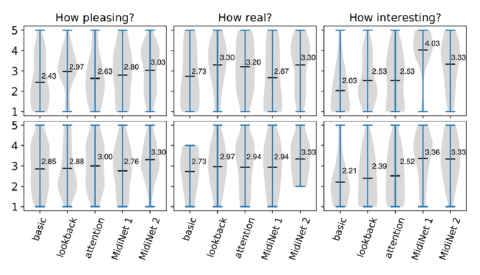 How pleasing? How real? How interesting?
5
4
3
2
1
2.43 2.97 2.63 2.80 3.03
2.73 3.30 3.20 2.67 3.30
2.03 2.53 2.53 4.03 3.33
5
4
3
2
1
2.85 2.88 3.00 2.76 3.30
2.73 2.97 2.94 2.94 3.33
2.21 2.39 2.52 3.36 3.33
basic lookback attention MidiNet 1 MidiNet 2
basic lookback attention MidiNet 1 MidiNet 2
basic lookback attention MidiNet 1 MidiNet 2